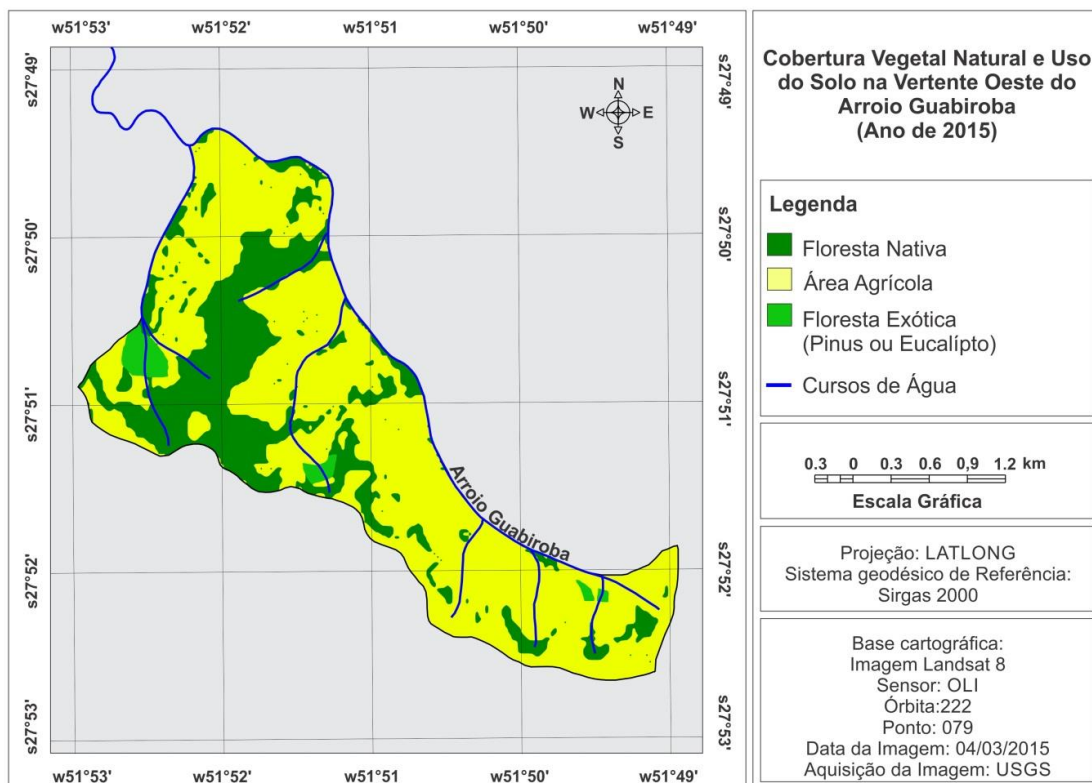 w51°53' w51°52' w51°51' w51°50' w51°49'
s27°49'
s27°50'
s27°51'
s27°52'
s27°53'
N
W E
S
Arroio Guabiroba
s27°49'
s27°50'
s27°51'
s27°52'
s27°53'
w51°53' w51°52' w51°51' w51°50' w51°49'
Cobertura Vegetal Natural e Uso
do Solo na Vertente Oeste do
Arroio Guabiroba
(Ano de 2015)
Legenda
Floresta Nativa
Área Agrícola
Floresta Exótica
(Pinus ou Eucalípto)
Cursos de Água
0.3 0 0.3 0.6 0,9 1.2 km
Escala Gráfica
Projeção: LATLONG
Sistema geodésico de Referência:
Sirgas 2000
Base cartográfica:
Imagem Landsat 8
Sensor: OLI
Órbita:222
Ponto: 079
Data da Imagem: 04/03/2015
Aquisição da Imagem: USGS